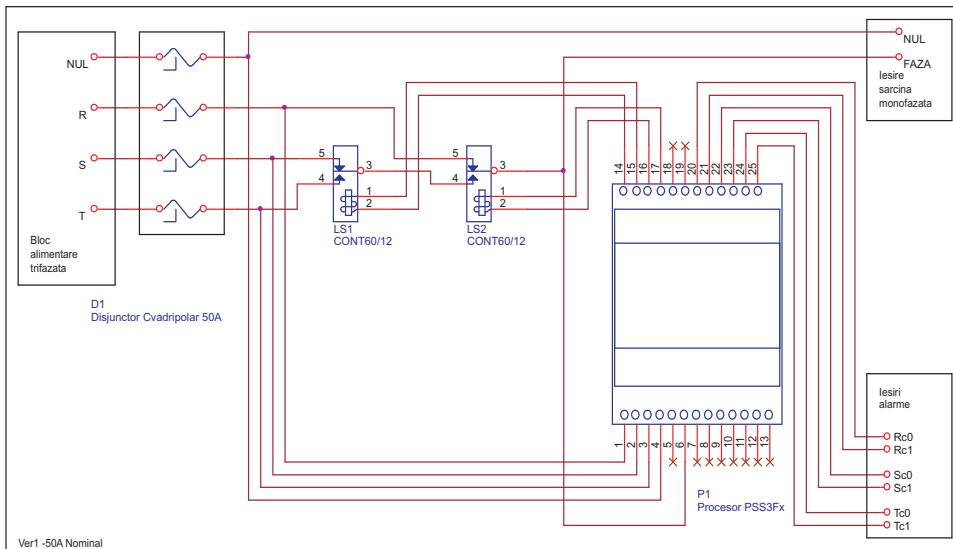 NUL
R
S
T
Bloc
alimentare
trifazata
D1
Disjunctor Cvadripolar 50A
5
4
3
1
2
LS1
CONT60/12
5
4
3
1
2
LS2
CONT60/12
14
15
16
17
18
19
20
21
22
23
24
25
1
2
3
4
5
6
7
8
9
10
11
12
13
P1
Procesor PSS3Fx
NUL
FAZA
Iesire
sarcina
monofazata
Iesiri
alarme
Rc0
Rc1
Sc0
Sc1
Tc0
Tc1
Ver1 -50A Nominal